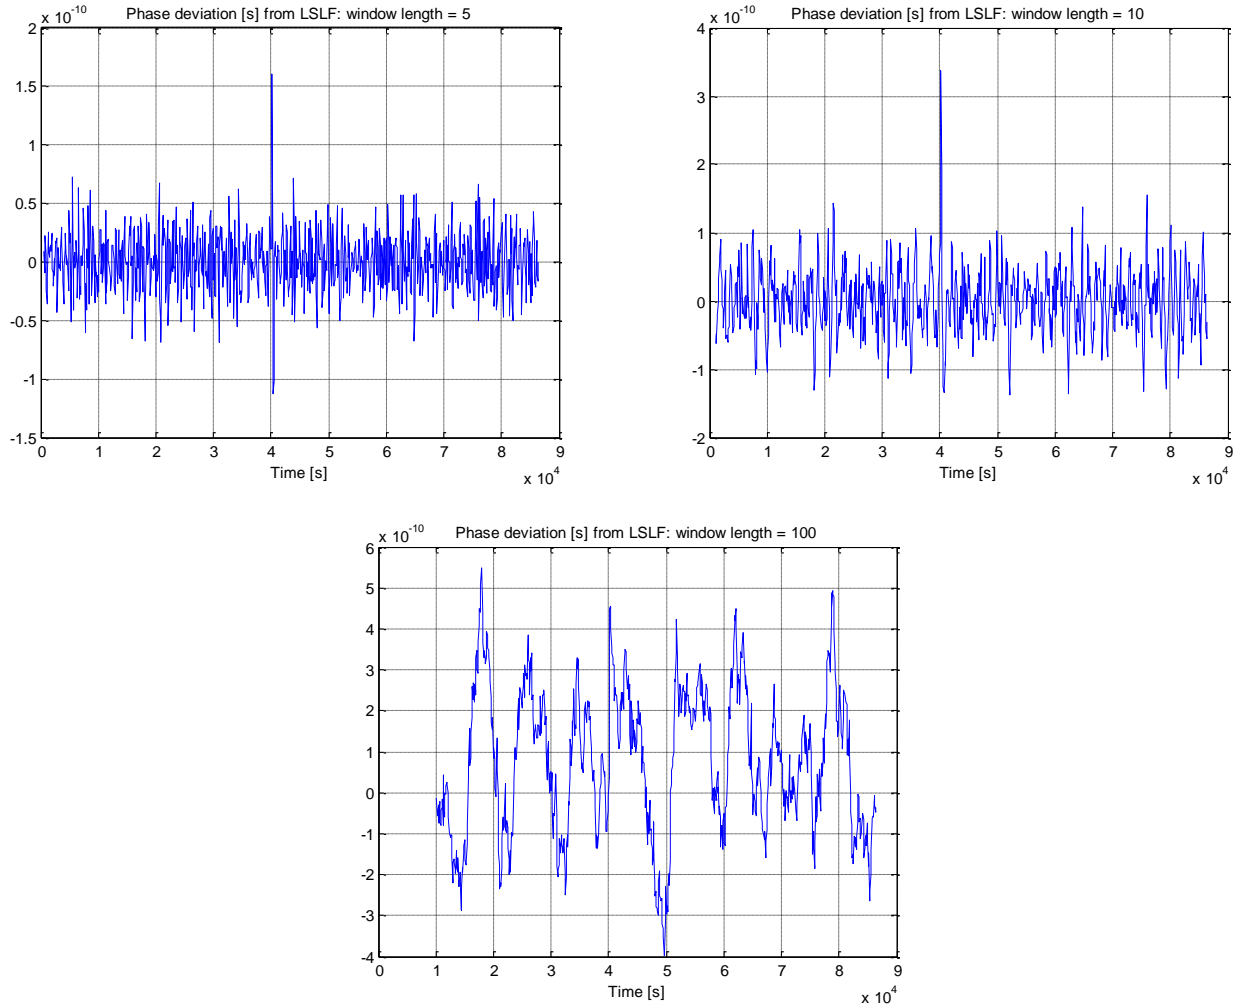 x 10^-10
Phase deviation [s] from LSLF: window length = 5
2
1.5
1
0.5
0
-0.5
-1
-1.5
0 1 2 3 4 5 6 7 8 9
Time [s]
x 10^4
x 10^-10
Phase deviation [s] from LSLF: window length = 10
4
3
2
1
0
-1
-2
0 1 2 3 4 5 6 7 8 9
Time [s]
x 10^4
x 10^-10
Phase deviation [s] from LSLF: window length = 100
6
5
4
3
2
1
0
-1
-2
-3
-4
0 1 2 3 4 5 6 7 8 9
Time [s]
x 10^4